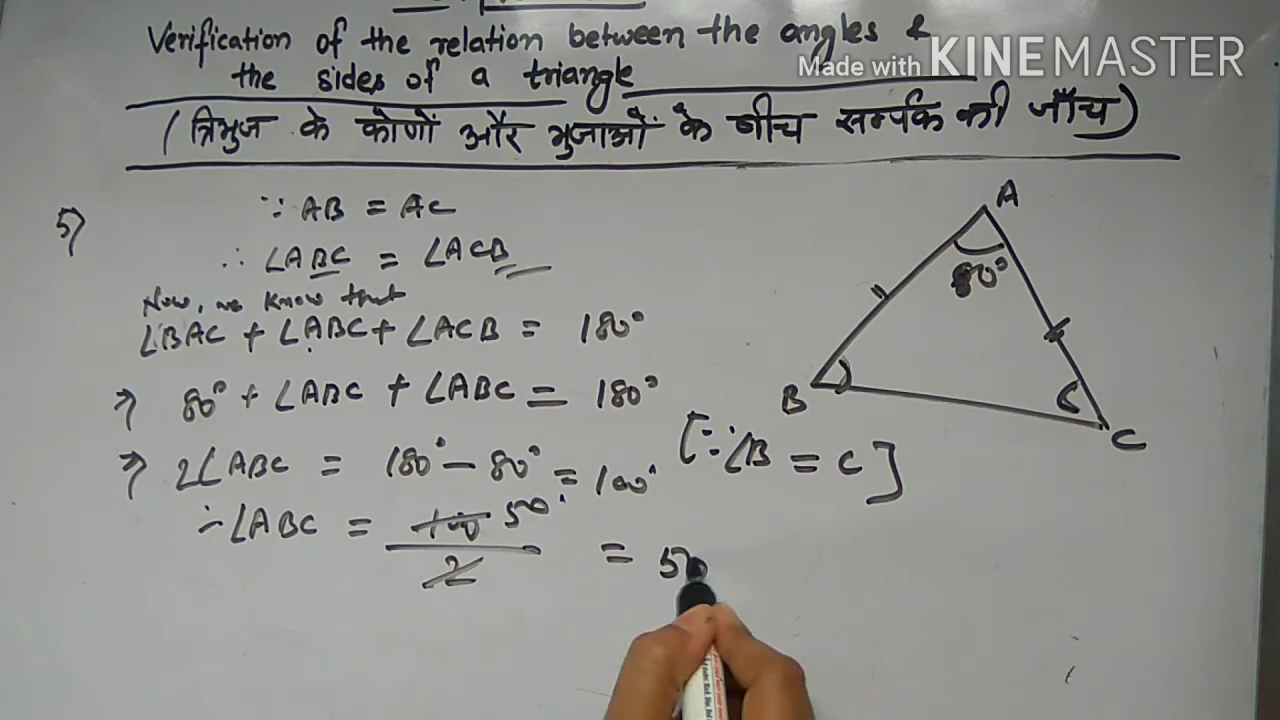 Verification of the relation between the angles &
the sides of a triangle
Made with KINEMASTER
(त्रिभुज के कोणों और भुजाओं के बीच सम्पर्क की जाँच)
5)
∵ AB = AC
∴ ∠ABC = ∠ACB
Now, we know that
∠BAC + ∠ABC + ∠ACB = 180°
⇒ 80° + ∠ABC + ∠ABC = 180°
[∵ ∠B = C]
⇒ 2∠ABC = 180° - 80° = 100°
∴ ∠ABC = 100 50° / 2 = 50
A
80°
B
C